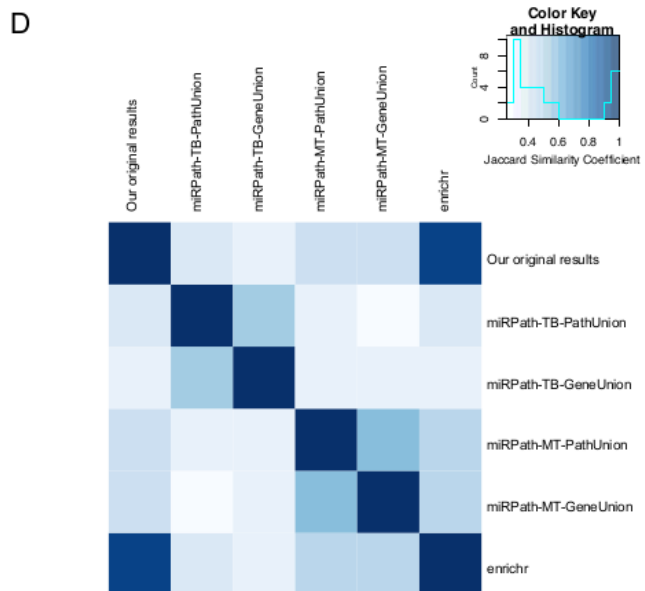 D
Color Key
and Histogram
Count
0 4 8
0.4 0.6 0.8 1
Jaccard Similarity Coefficient
Our original results
miRPath-TB-PathUnion
miRPath-TB-GeneUnion
miRPath-MT-PathUnion
miRPath-MT-GeneUnion
enrichr
Our original results
miRPath-TB-PathUnion
miRPath-TB-GeneUnion
miRPath-MT-PathUnion
miRPath-MT-GeneUnion
enrichr